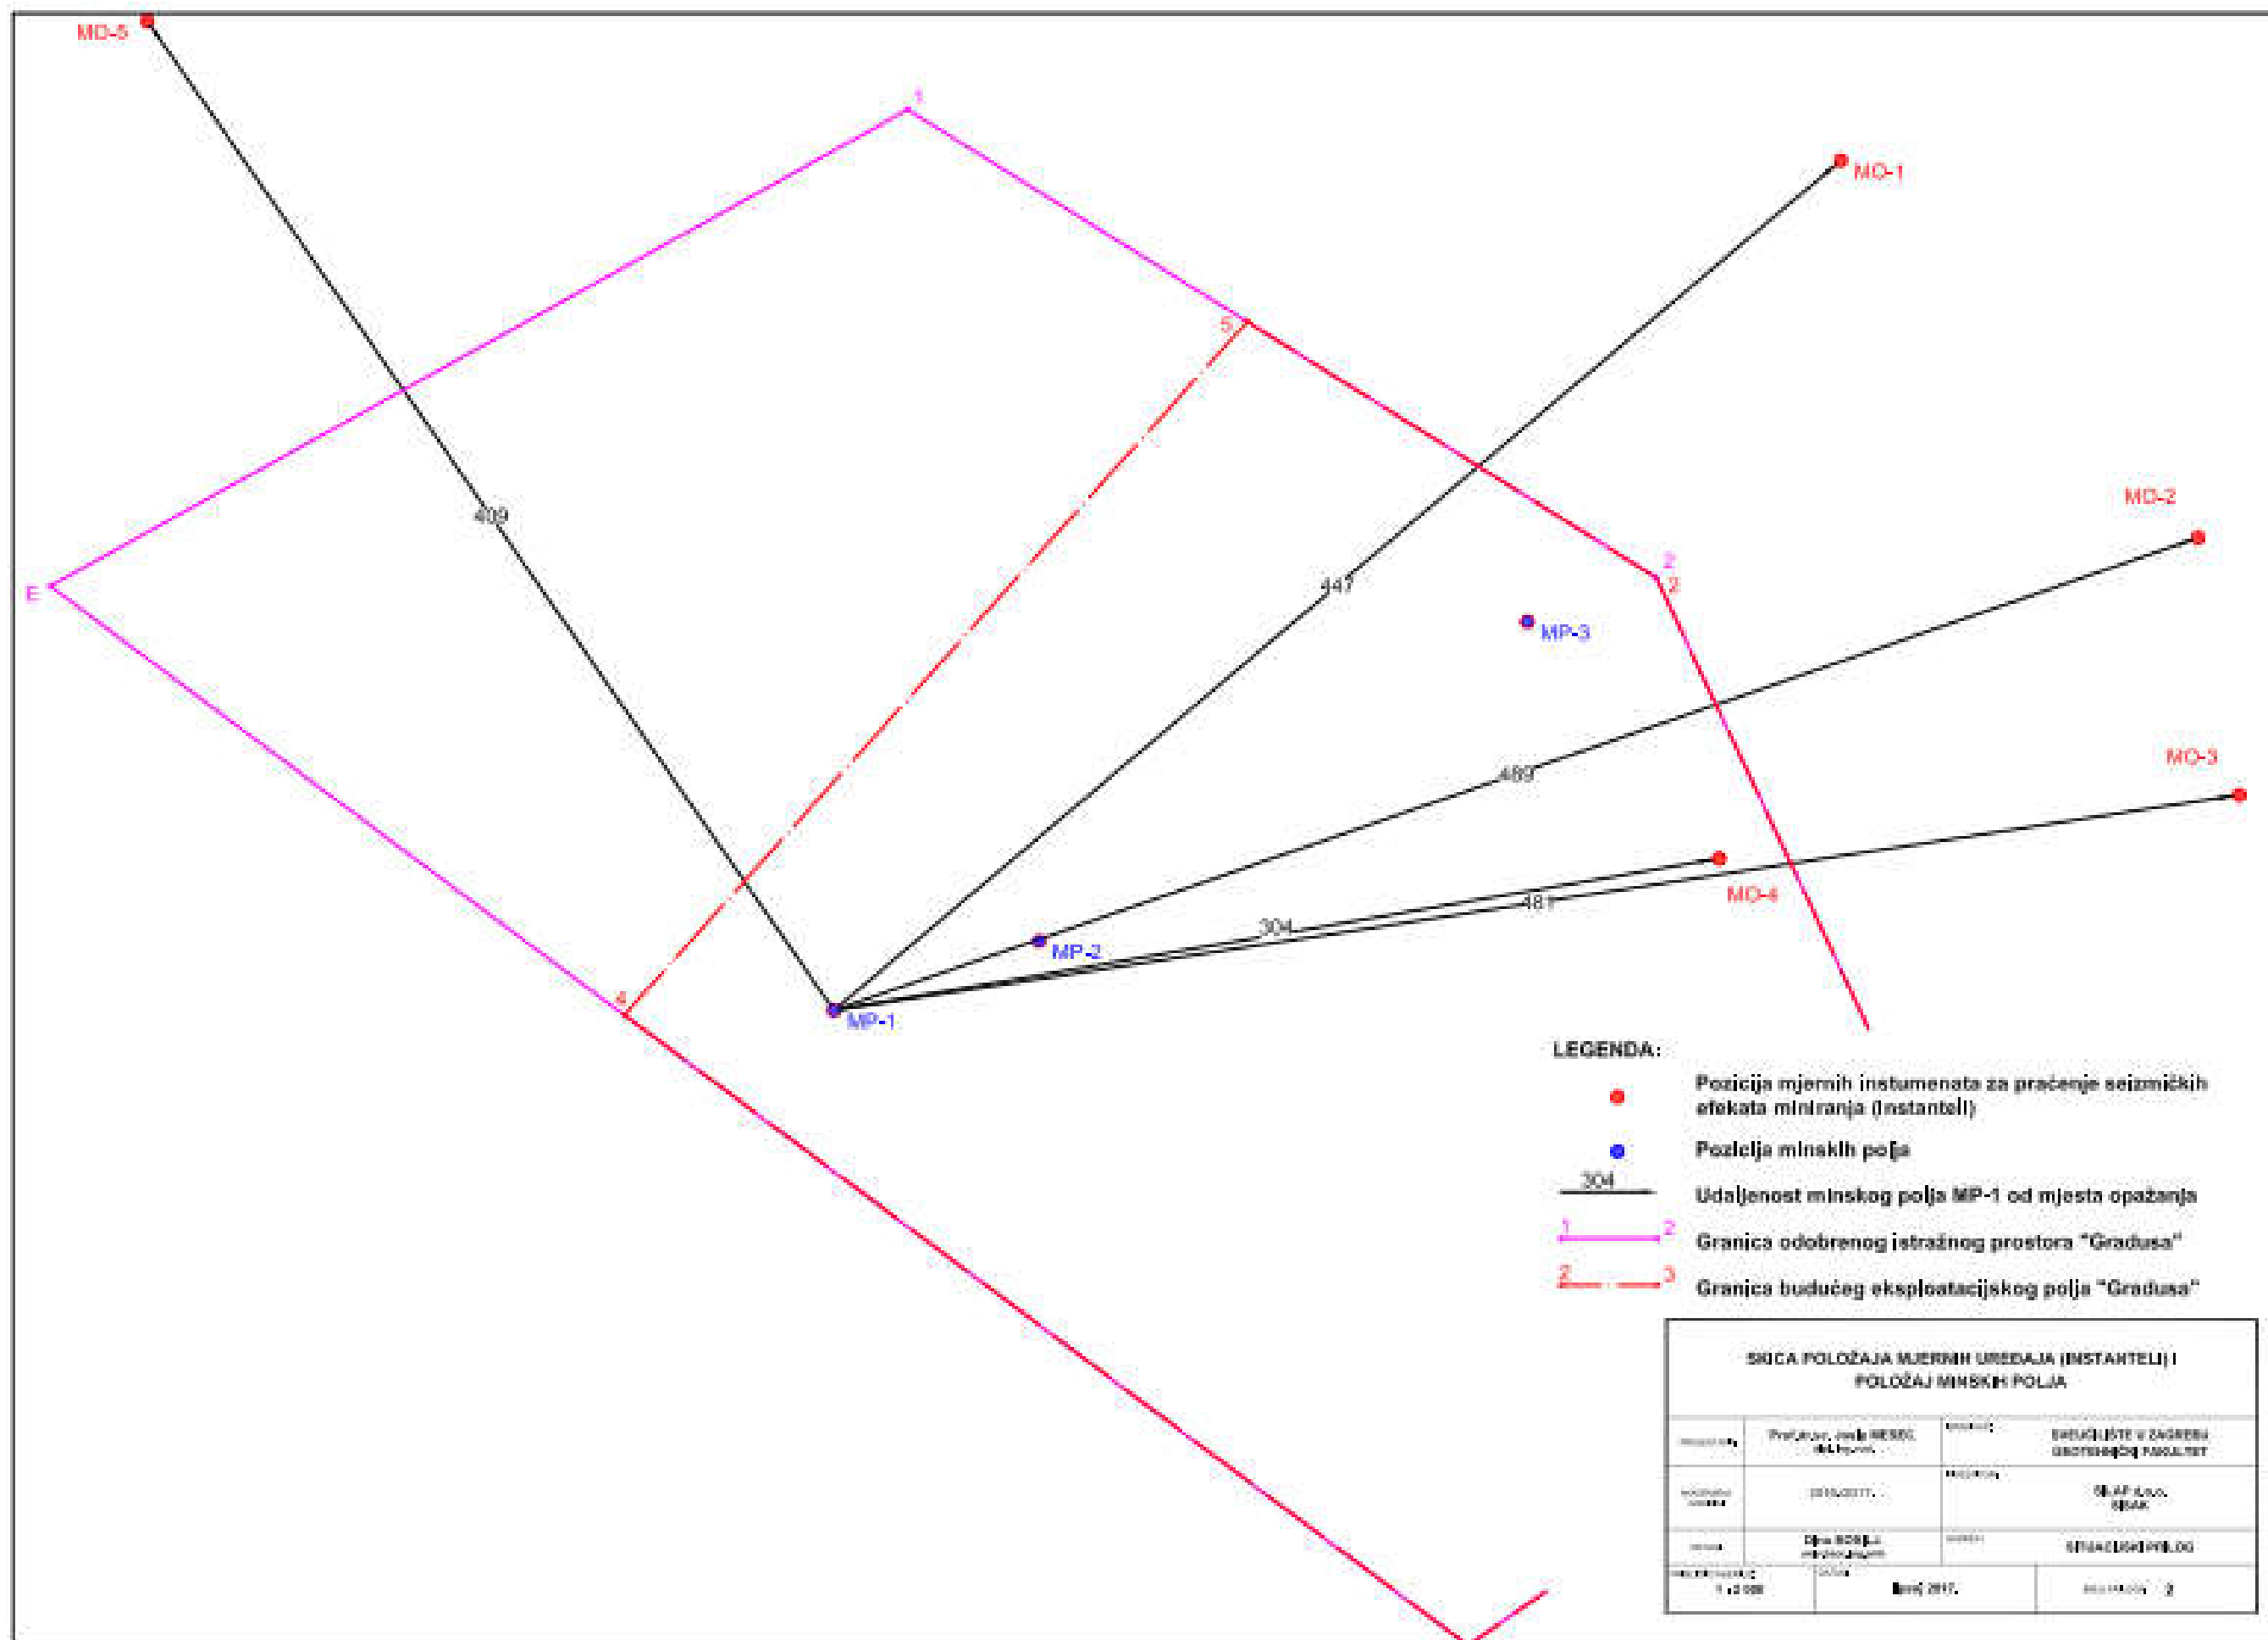 MO-5
1
MO-1
5
MO-2
409
447
2
2
E
MP-3
MO-3
489
MO-4
481
304
MP-2
4
MP-1
LEGENDA:
Pozicija mjernih instumenata za praćenje seizmičkih
efekata miniranja (Instanteli)
Pozicija minskih polja
304
Udaljenost minskog polja MP-1 od mjesta opažanja
1 2
Granica odobrenog istražnog prostora "Gradusa"
2 3
Granica budućeg eksploatacijskog polja "Gradusa"
SKICA POLOŽAJA MJERNIH UREĐAJA (INSTANTELI) I
POLOŽAJ MINSKIH POLJA
SVEUČILIŠTE U ZAGREBU
GEOTEHNIČKI FAKULTET
SISAK
SITUACIJSKI PRILOG
lipanj 2017.
2